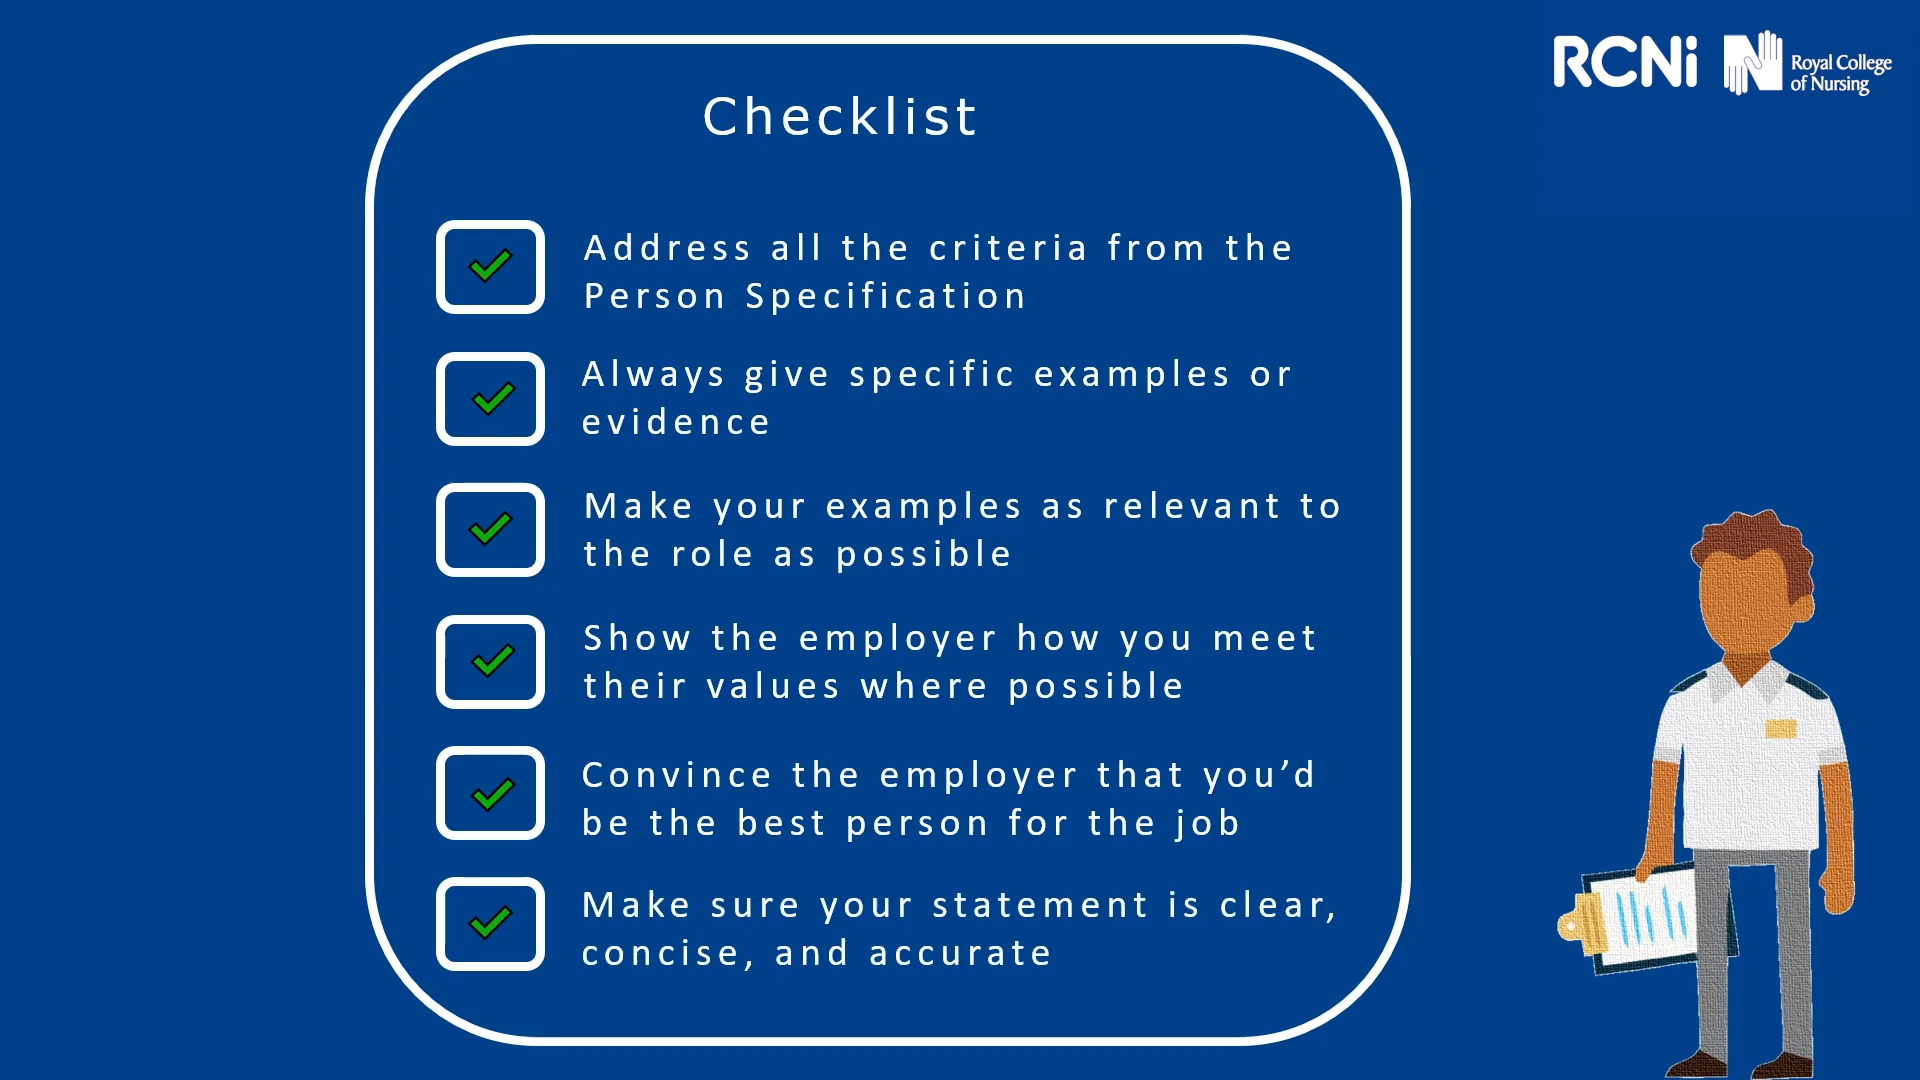 RCNi
Royal College
of Nursing
Checklist
Address all the criteria from the
Person Specification
Always give specific examples or
evidence
Make your examples as relevant to
the role as possible
Show the employer how you meet
their values where possible
Convince the employer that you’d
be the best person for the job
Make sure your statement is clear,
concise, and accurate